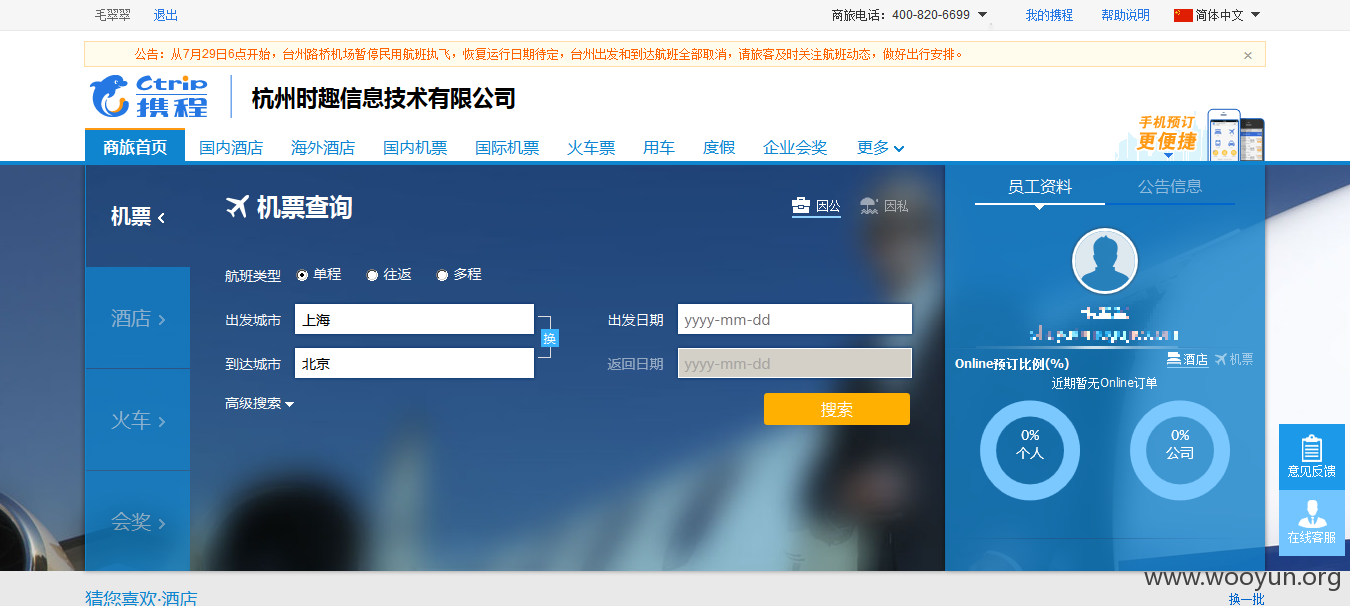 毛翠翠 退出 商旅电话：400-820-6699 我的携程 帮助说明 简体中文
公告：从7月29日6点开始，台州路桥机场暂停民用航班执飞，恢复运行日期待定，台州出发和到达航班全部取消，请旅客及时关注航班动态，做好出行安排。 ×
Ctrip
携程
杭州时趣信息技术有限公司
手机预订
更便捷
商旅首页 国内酒店 海外酒店 国内机票 国际机票 火车票 用车 度假 企业会奖 更多
机票
酒店
火车
会奖
机票查询 因公 因私
航班类型 单程 往返 多程
出发城市 上海 出发日期 yyyy-mm-dd
换
到达城市 北京 返回日期 yyyy-mm-dd
高级搜索 搜索
员工资料 公告信息
Online预订比例(%) 酒店 机票
近期暂无Online订单
0% 0%
个人 公司
意见反馈
在线客服
www.wooyun.org
猜您喜欢·酒店 换一批